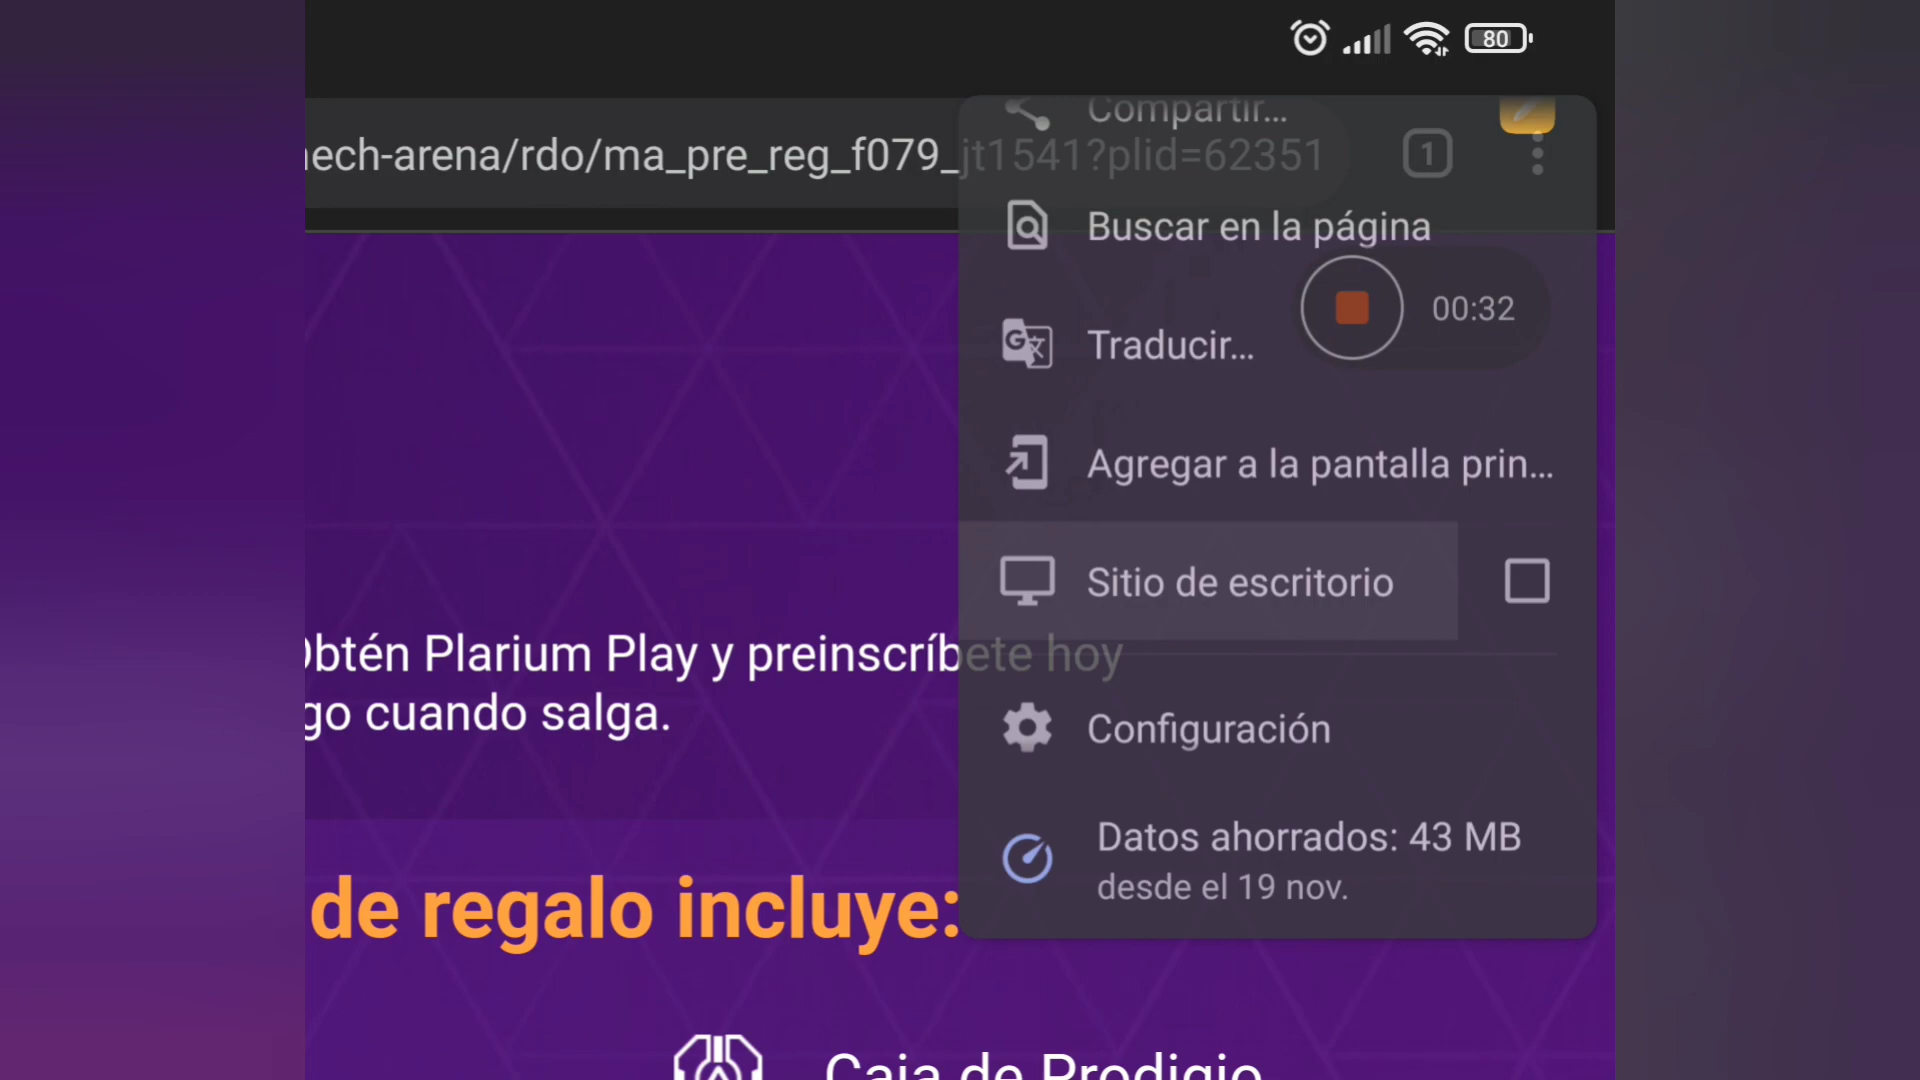 80
Compartir...
ech-arena/rdo/ma_pre_reg_f079_jt1541?plid=62351
1
Buscar en la página
00:32
Traducir...
Agregar a la pantalla prin...
Sitio de escritorio
btén Plarium Play y preinscríbete hoy
go cuando salga.
Configuración
Datos ahorrados: 43 MB
desde el 19 nov.
de regalo incluye:
Caja de Prodigio